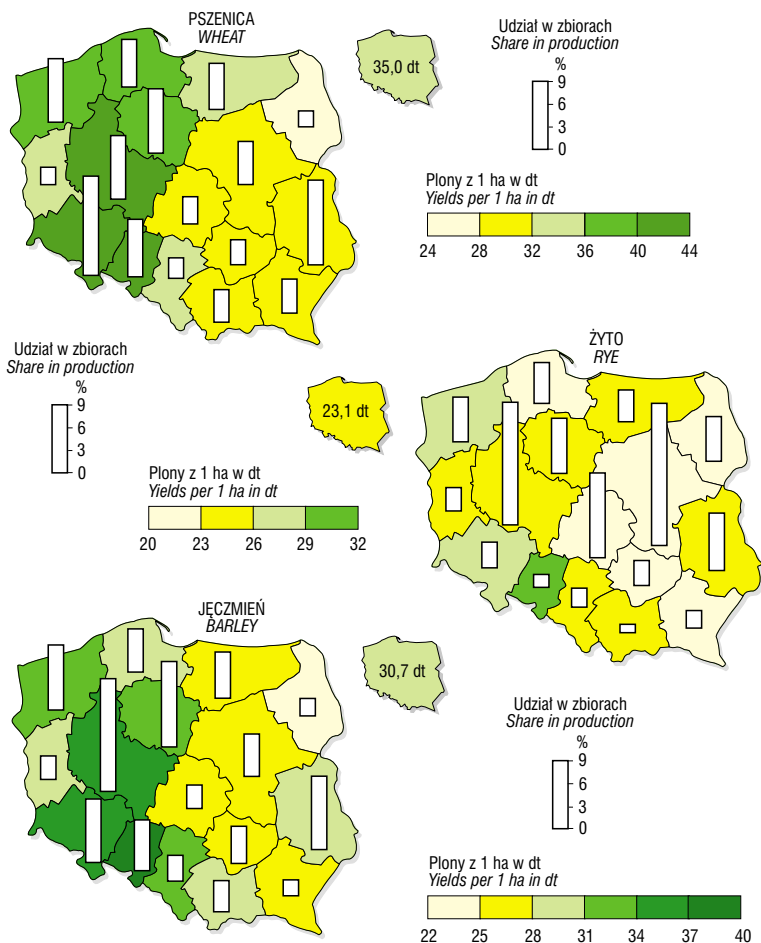 PSZENICA
WHEAT
35,0 dt
Udział w zbiorach
Share in production
%
9
6
3
0
Plony z 1 ha w dt
Yields per 1 ha in dt
24 28 32 36 40 44
Udział w zbiorach
Share in production
%
9
6
3
0
23,1 dt
Plony z 1 ha w dt
Yields per 1 ha in dt
20 23 26 29 32
ŻYTO
RYE
JĘCZMIEŃ
BARLEY
30,7 dt
Udział w zbiorach
Share in production
%
9
6
3
0
Plony z 1 ha w dt
Yields per 1 ha in dt
22 25 28 31 34 37 40